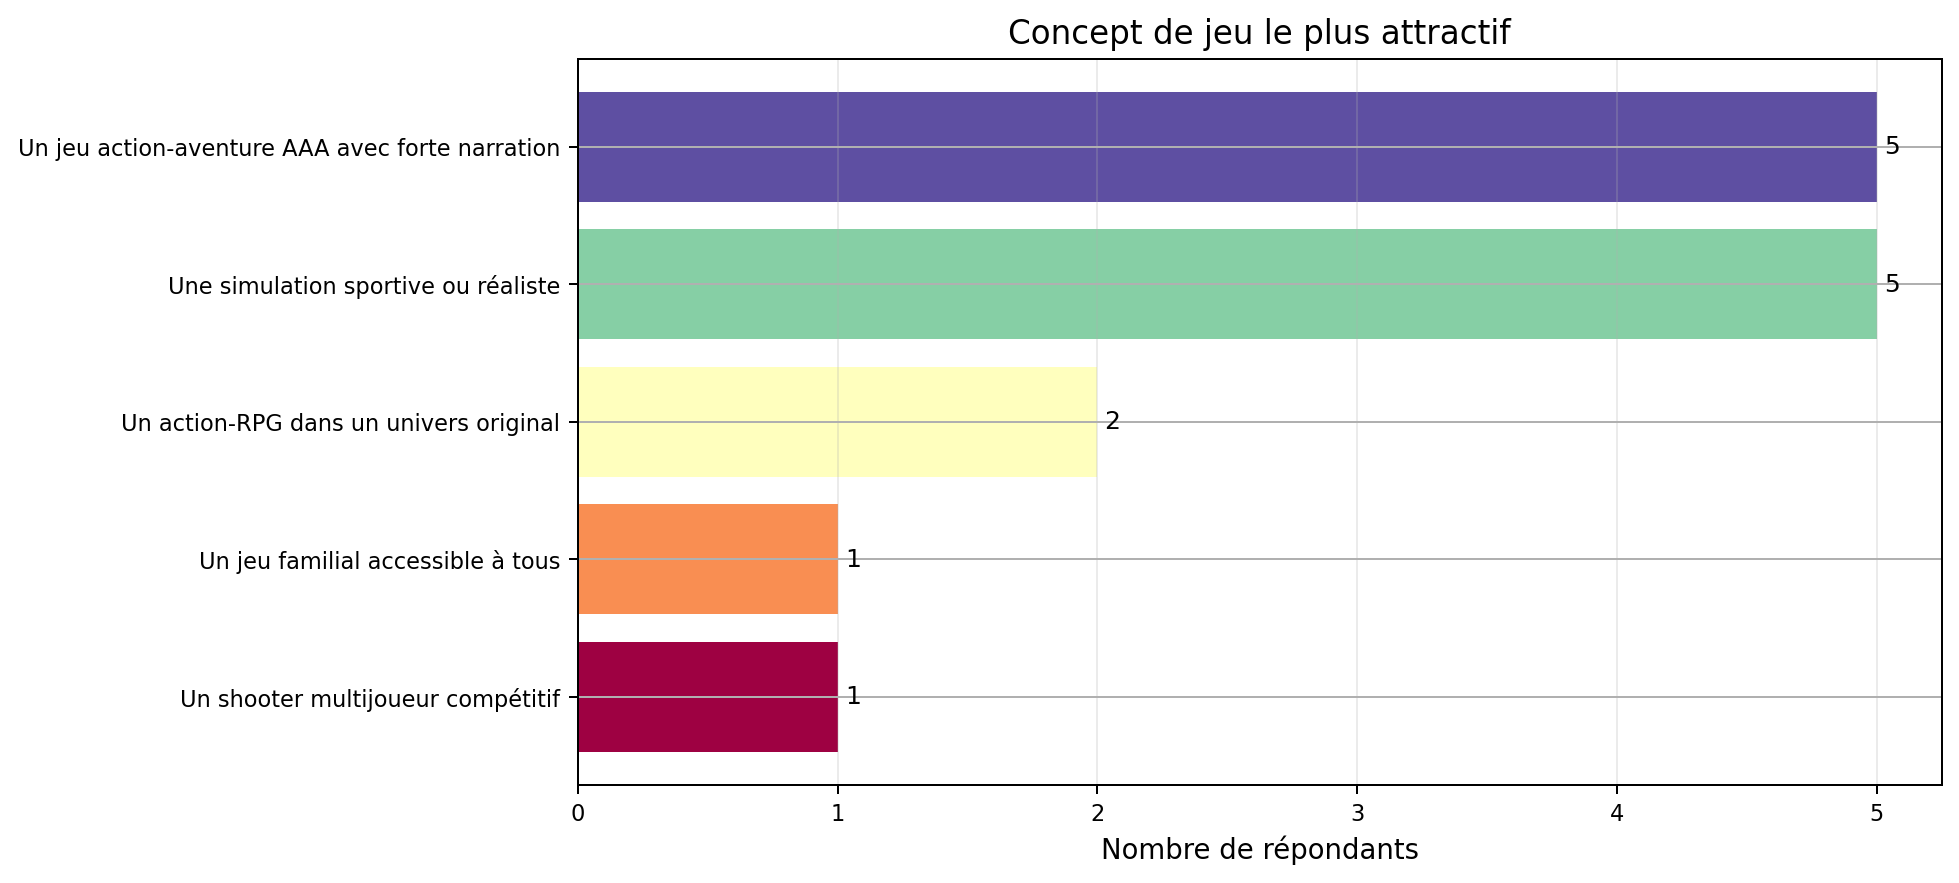 Concept de jeu le plus attractif
Un jeu action-aventure AAA avec forte narration
5
Une simulation sportive ou réaliste
5
Un action-RPG dans un univers original
2
Un jeu familial accessible à tous
1
Un shooter multijoueur compétitif
1
0 1 2 3 4 5
Nombre de répondants